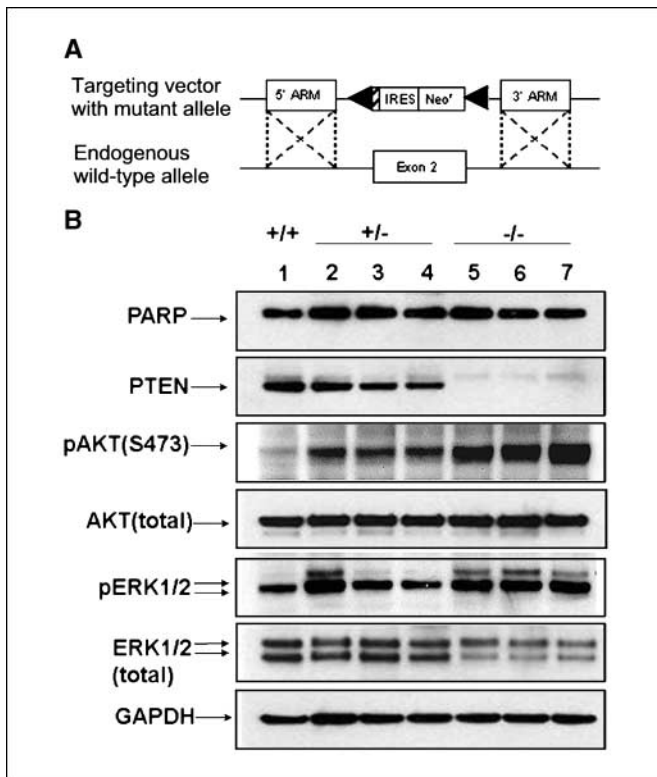 A
Targeting vector
with mutant allele
5' ARM
IRES
Neoʳ
3' ARM
Endogenous
wild-type allele
Exon 2
B
+/+
+/-
-/-
1 2 3 4 5 6 7
PARP
PTEN
pAKT(S473)
AKT(total)
pERK1/2
ERK1/2
(total)
GAPDH